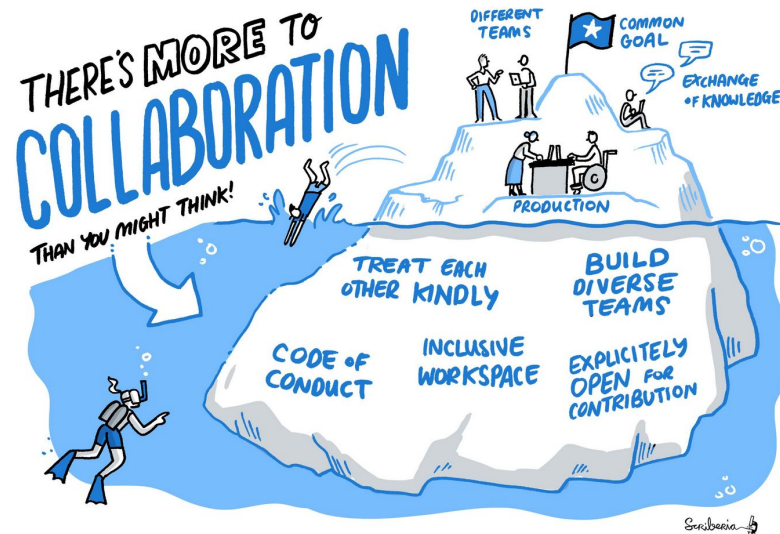 THERE'S MORE TO
COLLABORATION
THAN YOU MIGHT THINK!
DIFFERENT
TEAMS
COMMON
GOAL
EXCHANGE
OF KNOWLEDGE
PRODUCTION
TREAT EACH
OTHER KINDLY
BUILD
DIVERSE
TEAMS
CODE OF
CONDUCT
INCLUSIVE
WORKSPACE
EXPLICITELY
OPEN FOR
CONTRIBUTION
Scriberia